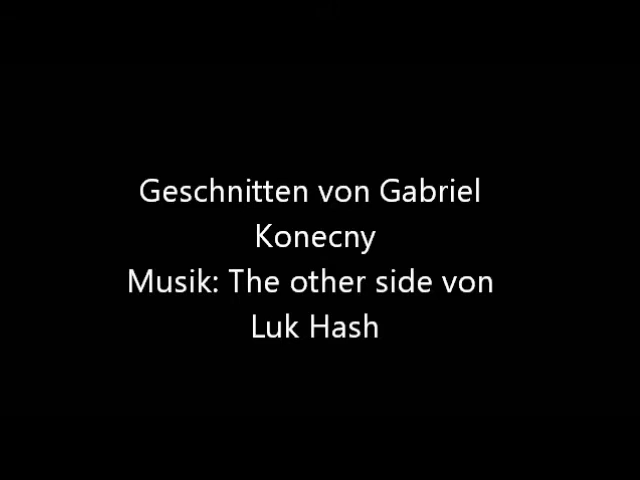 Geschnitten von Gabriel
Konecny
Musik: The other side von
Luk Hash